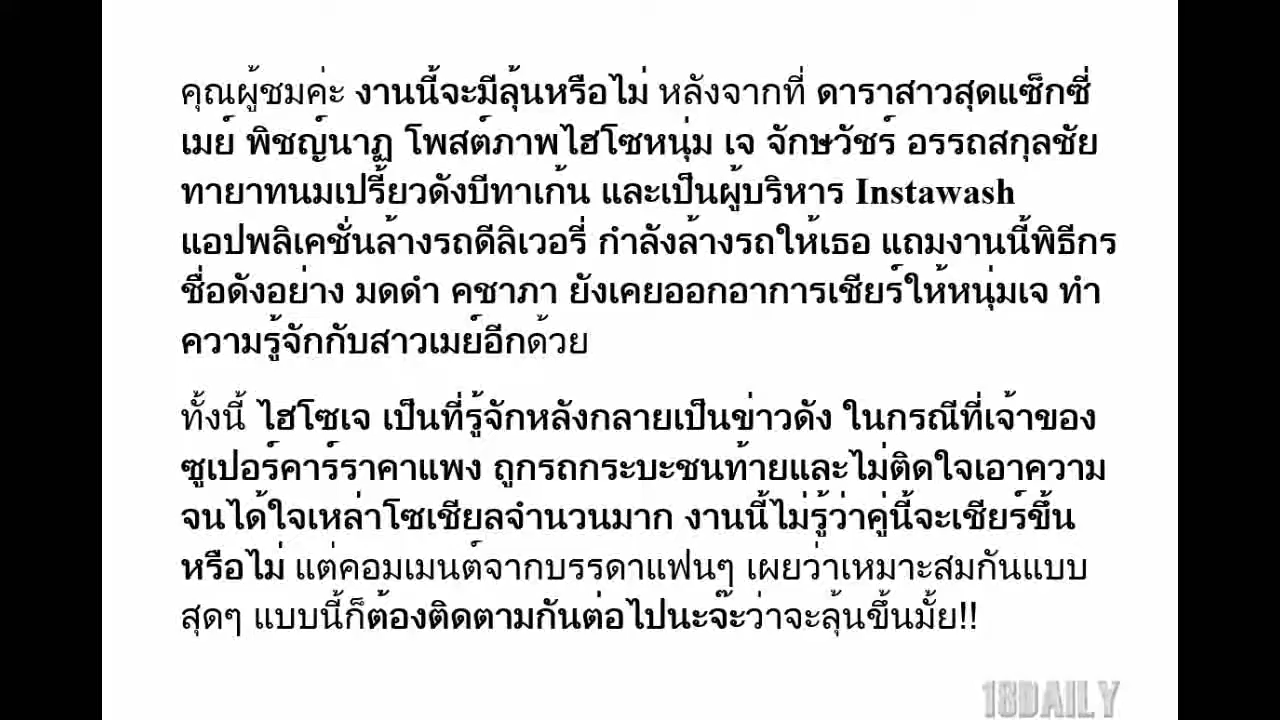 คุณผู้ชมค่ะ งานนี้จะมีลุ้นหรือไม่ หลังจากที่ ดาราสาวสุดแซ็กซี่
เมย์ พิชญ์นาฏ โพสต์ภาพไฮโซหนุ่ม เจ จักษวัชร์ อรรถสกุลชัย
ทายาทนมเปรี้ยวดังบีทาเก้น และเป็นผู้บริหาร Instawash
แอปพลิเคชั่นล้างรถดีลิเวอรี่ กำลังล้างรถให้เธอ แถมงานนี้พิธีกร
ชื่อดังอย่าง มดดำ คชาภา ยังเคยออกอาการเชียร์ให้หนุ่มเจ ทำ
ความรู้จักกับสาวเมย์อีกด้วย
ทั้งนี้ ไฮโซเจ เป็นที่รู้จักหลังกลายเป็นข่าวดัง ในกรณีที่เจ้าของ
ซูเปอร์คาร์ราคาแพง ถูกรถกระบะชนท้ายและไม่ติดใจเอาความ
จนได้ใจเหล่าโซเชียลจำนวนมาก งานนี้ไม่รู้ว่าคู่นี้จะเชียร์ขึ้น
หรือไม่ แต่คอมเมนต์จากบรรดาแฟนๆ เผยว่าเหมาะสมกันแบบ
สุดๆ แบบนี้ก็ต้องติดตามกันต่อไปนะจ๊ะว่าจะลุ้นขึ้นมั้ย!!
18DAILY